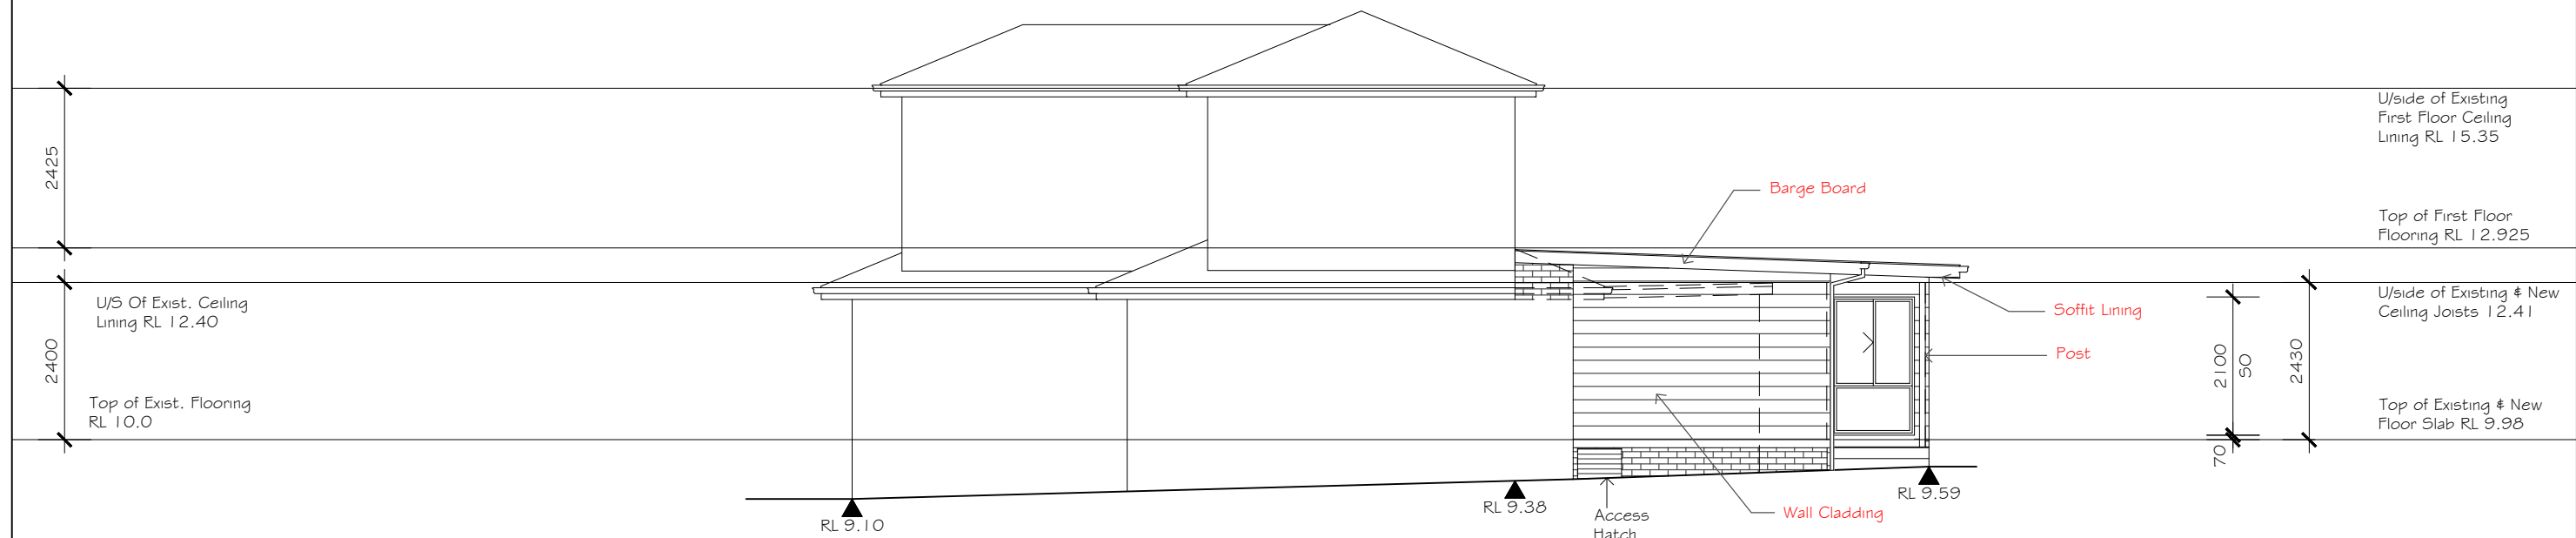 2425
2400
U/S Of Exist. Ceiling
Lining RL 12.40
Top of Exist. Flooring
RL 10.0
RL 9.10
RL 9.38
RL 9.59
Access
Hatch
Barge Board
Soffit Lining
Post
Wall Cladding
2100
50
70
2430
U/side of Existing
First Floor Ceiling
Lining RL 15.35
Top of First Floor
Flooring RL 12.925
U/side of Existing & New
Ceiling Joists 12.41
Top of Existing & New
Floor Slab RL 9.98